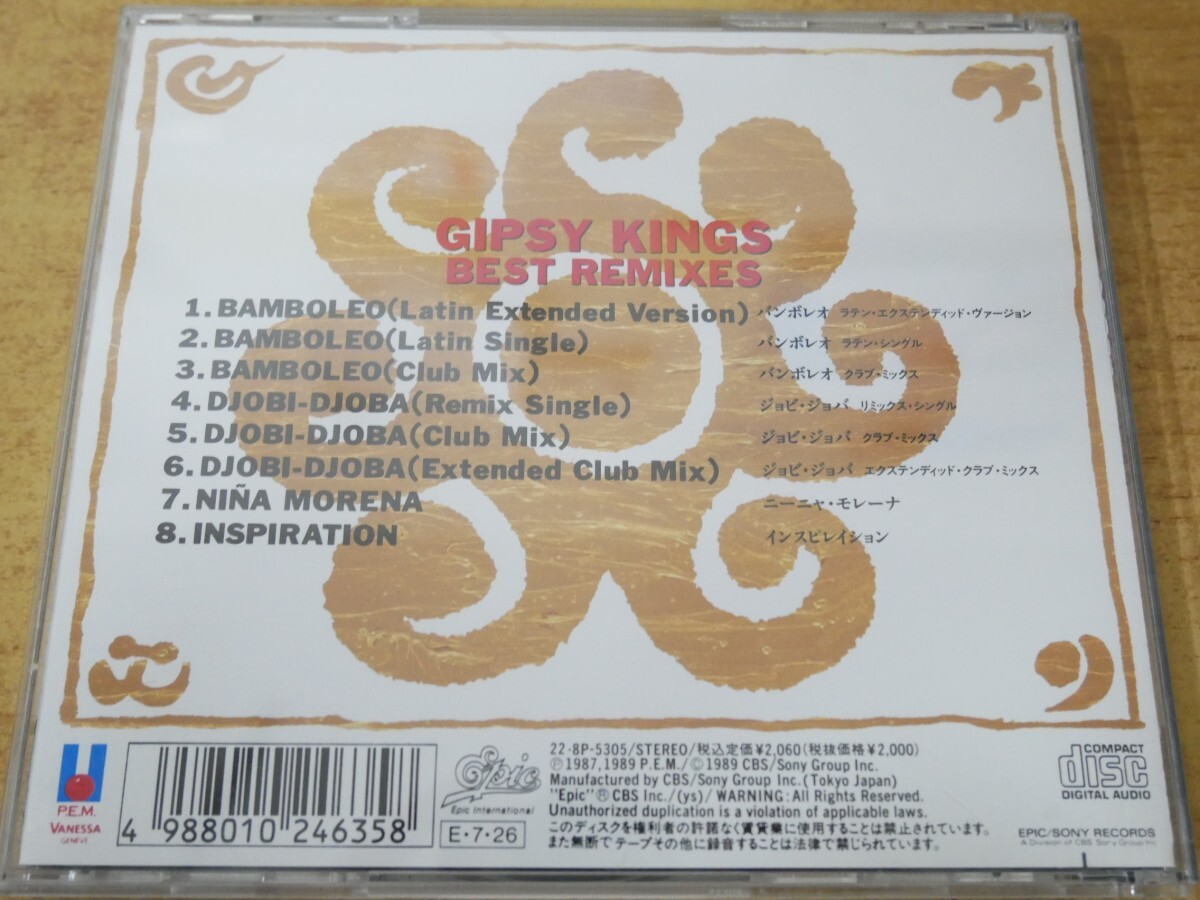 GIPSY KINGS
BEST REMIXES
1.BAMBOLEO(Latin Extended Version) バンボレオ ラテン・エクステンディッド・ヴァージョン
2.BAMBOLEO(Latin Single) バンボレオ ラテン・シングル
3.BAMBOLEO(Club Mix) バンボレオ クラブ・ミックス
4.DJOBI-DJOBA(Remix Single) ジョビ・ジョバ リミックス・シングル
5.DJOBI-DJOBA(Club Mix) ジョビ・ジョバ クラブ・ミックス
6.DJOBI-DJOBA(Extended Club Mix) ジョビ・ジョバ エクステンディッド・クラブ・ミックス
7.NIÑA MORENA ニーニャ・モレーナ
8.INSPIRATION インスピレイション
P.E.M.
VANESSA
GENEVE
4 988010 246358
Epic
Epic International
E・7・26
22・8P-5305/STEREO/税込定価¥2,060(税抜価格¥2,000)
Ⓟ1987,1989 P.E.M./Ⓒ1989 CBS/Sony Group Inc.
Manufactured by CBS/Sony Group Inc.(Tokyo Japan)
"Epic"Ⓡ CBS Inc./(ys)/WARNING:All Rights Reserved.
Unauthorized duplication is a violation of applicable laws.
このディスクを権利者の許諾なく賃貸業に使用することは禁止されています。
また無断でテープその他に録音することは法律で禁じられています。
COMPACT
disc
DIGITAL AUDIO
EPIC/SONY RECORDS
A Division of CBS Sony Group Inc